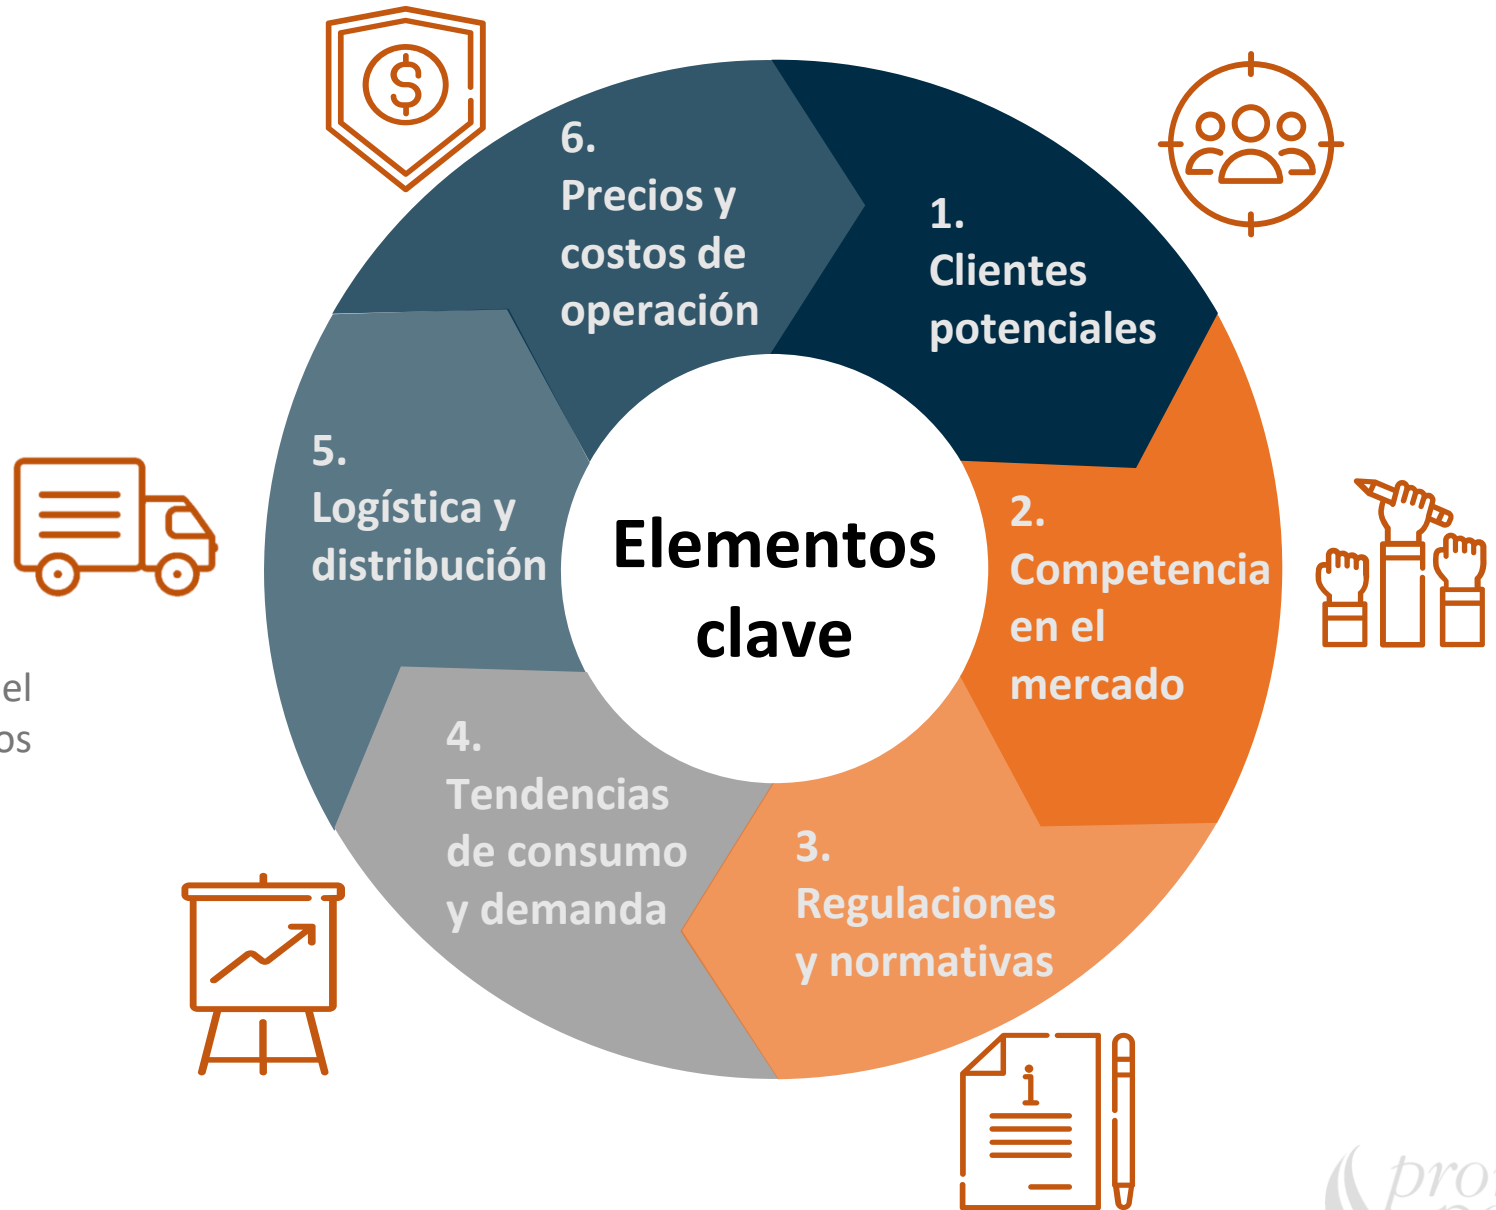 6.
Precios y
costos de
operación
1.
Clientes
potenciales
5.
Logística y
distribución
Elementos
clave
2.
Competencia
en el
mercado
el
os
4.
Tendencias
de consumo
y demanda
3.
Regulaciones
y normativas
i